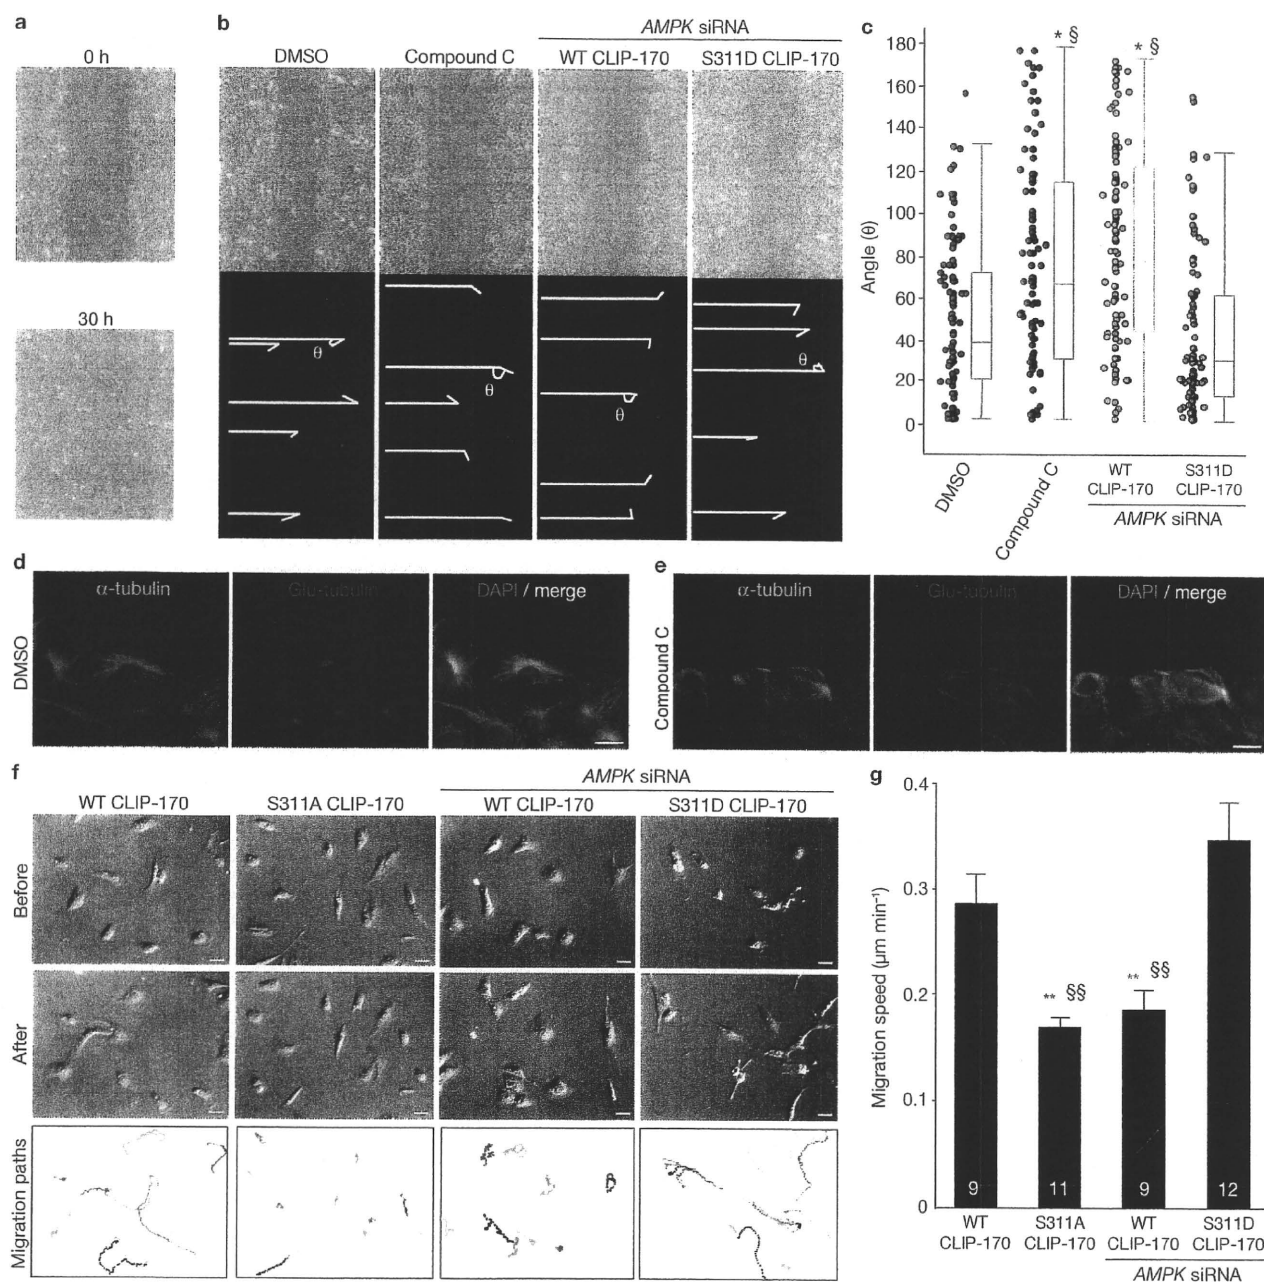 a
0 h
30 h
b
AMPK siRNA
DMSO
Compound C
WT CLIP-170
S311D CLIP-170
θ
θ
θ
θ
c
180
160
140
120
100
80
60
40
20
0
Angle (θ)
* §
* §
DMSO
Compound C
WT
CLIP-170
S311D
CLIP-170
AMPK siRNA
d
DMSO
α-tubulin
Glu-tubulin
DAPI / merge
e
Compound C
α-tubulin
Glu-tubulin
DAPI / merge
f
AMPK siRNA
WT CLIP-170
S311A CLIP-170
WT CLIP-170
S311D CLIP-170
Before
After
Migration paths
g
0.4
0.3
0.2
0.1
0
Migration speed (μm min⁻¹)
** §§
** §§
9
11
9
12
WT
CLIP-170
S311A
CLIP-170
WT
CLIP-170
S311D
CLIP-170
AMPK siRNA